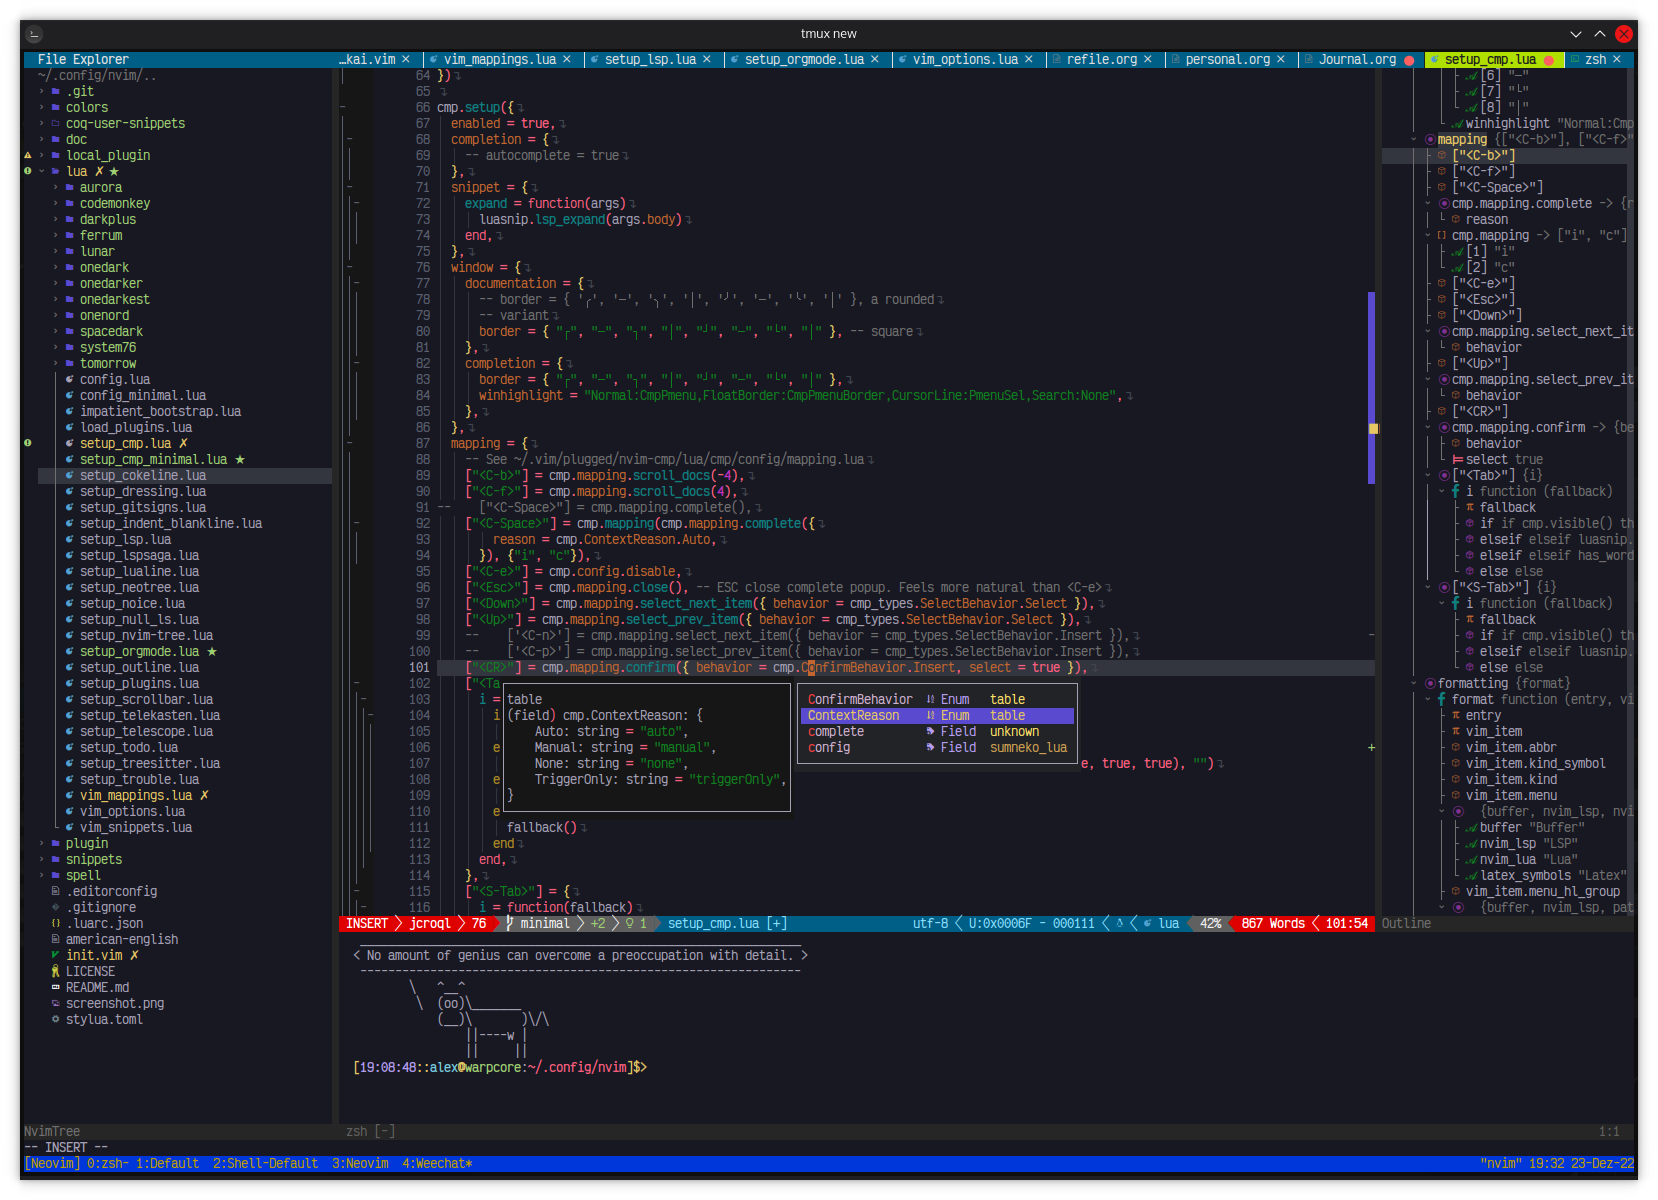 tmux new
File Explorer
…kai.vim × vim_mappings.lua × setup_lsp.lua × setup_orgmode.lua × vim_options.lua × refile.org × personal.org × Journal.org ● setup_cmp.lua ● zsh ×
~/.config/nvim/..
.git
colors
coq-user-snippets
doc
local_plugin
lua ✗ ★
aurora
codemonkey
darkplus
ferrum
lunar
onedark
onedarker
onedarkest
onenord
spacedark
system76
tomorrow
config.lua
config_minimal.lua
impatient_bootstrap.lua
load_plugins.lua
setup_cmp.lua ✗
setup_cmp_minimal.lua ★
setup_cokeline.lua
setup_dressing.lua
setup_gitsigns.lua
setup_indent_blankline.lua
setup_lsp.lua
setup_lspsaga.lua
setup_lualine.lua
setup_neotree.lua
setup_noice.lua
setup_null_ls.lua
setup_nvim-tree.lua
setup_orgmode.lua ★
setup_outline.lua
setup_plugins.lua
setup_scrollbar.lua
setup_telekasten.lua
setup_telescope.lua
setup_todo.lua
setup_treesitter.lua
setup_trouble.lua
vim_mappings.lua ✗
vim_options.lua
vim_snippets.lua
plugin
snippets
spell
.editorconfig
.gitignore
.luarc.json
american-english
init.vim ✗
LICENSE
README.md
screenshot.png
stylua.toml
NvimTree
64 })
65
66 cmp.setup({
67 enabled = true,
68 completion = {
69 -- autocomplete = true
70 },
71 snippet = {
72 expand = function(args)
73 luasnip.lsp_expand(args.body)
74 end,
75 },
76 window = {
77 documentation = {
78 -- border = { '╭', '─', '╮', '│', '╯', '─', '╰', '│' }, a rounded
79 -- variant
80 border = { "┌", "─", "┐", "│", "┘", "─", "└", "│" }, -- square
81 },
82 completion = {
83 border = { "┌", "─", "┐", "│", "┘", "─", "└", "│" },
84 winhighlight = "Normal:CmpPmenu,FloatBorder:CmpPmenuBorder,CursorLine:PmenuSel,Search:None",
85 },
86 },
87 mapping = {
88 -- See ~/.vim/plugged/nvim-cmp/lua/cmp/config/mapping.lua
89 ["<C-b>"] = cmp.mapping.scroll_docs(-4),
90 ["<C-f>"] = cmp.mapping.scroll_docs(4),
91 -- ["<C-Space>"] = cmp.mapping.complete(),
92 ["<C-Space>"] = cmp.mapping(cmp.mapping.complete({
93 reason = cmp.ContextReason.Auto,
94 }), {"i", "c"}),
95 ["<C-e>"] = cmp.config.disable,
96 ["<Esc>"] = cmp.mapping.close(), -- ESC close complete popup. Feels more natural than <C-e>
97 ["<Down>"] = cmp.mapping.select_next_item({ behavior = cmp_types.SelectBehavior.Select }),
98 ["<Up>"] = cmp.mapping.select_prev_item({ behavior = cmp_types.SelectBehavior.Select }),
99 -- ['<C-n>'] = cmp.mapping.select_next_item({ behavior = cmp_types.SelectBehavior.Insert }),
100 -- ['<C-p>'] = cmp.mapping.select_prev_item({ behavior = cmp_types.SelectBehavior.Insert }),
101 ["<CR>"] = cmp.mapping.confirm({ behavior = cmp.ConfirmBehavior.Insert, select = true }),
102 ["<Ta
103 i =
104 i
105
106 e
107 e, true, true), "")
108 e
109
110 e
111 fallback()
112 end
113 end,
114 },
115 ["<S-Tab>"] = {
116 i = function(fallback)
table
(field) cmp.ContextReason: {
Auto: string = "auto",
Manual: string = "manual",
None: string = "none",
TriggerOnly: string = "triggerOnly",
}
ConfirmBehavior Enum table
ContextReason Enum table
complete Field unknown
config Field sumneko_lua
INSERT jcroql 76 minimal +2 1 setup_cmp.lua [+] utf-8 U:0x0006F - 000111 lua 42% 867 Words 101:54
< No amount of genius can overcome a preoccupation with detail. >
-----------------------------------------------------------------
\ ^__^
\ (oo)\_______
(__)\ )\/\
||----w |
|| ||
[19:08:48::alex@warpcore:~/.config/nvim]$>
zsh [-] 1:1
[6] "─"
[7] "└"
[8] "│"
winhighlight "Normal:Cmp
mapping {["<C-b>"], ["<C-f>"
["<C-b>"]
["<C-f>"]
["<C-Space>"]
cmp.mapping.complete -> {r
reason
cmp.mapping -> ["i", "c"]
[1] "i"
[2] "c"
["<C-e>"]
["<Esc>"]
["<Down>"]
cmp.mapping.select_next_it
behavior
["<Up>"]
cmp.mapping.select_prev_it
behavior
["<CR>"]
cmp.mapping.confirm -> {be
behavior
select true
["<Tab>"] {i}
i function (fallback)
fallback
if if cmp.visible() th
elseif elseif luasnip.
elseif elseif has_word
else else
["<S-Tab>"] {i}
i function (fallback)
fallback
if if cmp.visible() th
elseif elseif luasnip.
else else
formatting {format}
format function (entry, vi
entry
vim_item
vim_item.abbr
vim_item.kind_symbol
vim_item.kind
vim_item.menu
{buffer, nvim_lsp, nvi
buffer "Buffer"
nvim_lsp "LSP"
nvim_lua "Lua"
latex_symbols "Latex"
vim_item.menu_hl_group
{buffer, nvim_lsp, pat
Outline
-- INSERT --
[Neovim] 0:zsh- 1:Default 2:Shell-Default 3:Neovim 4:Weechat* "nvim" 19:32 23-Dez-22